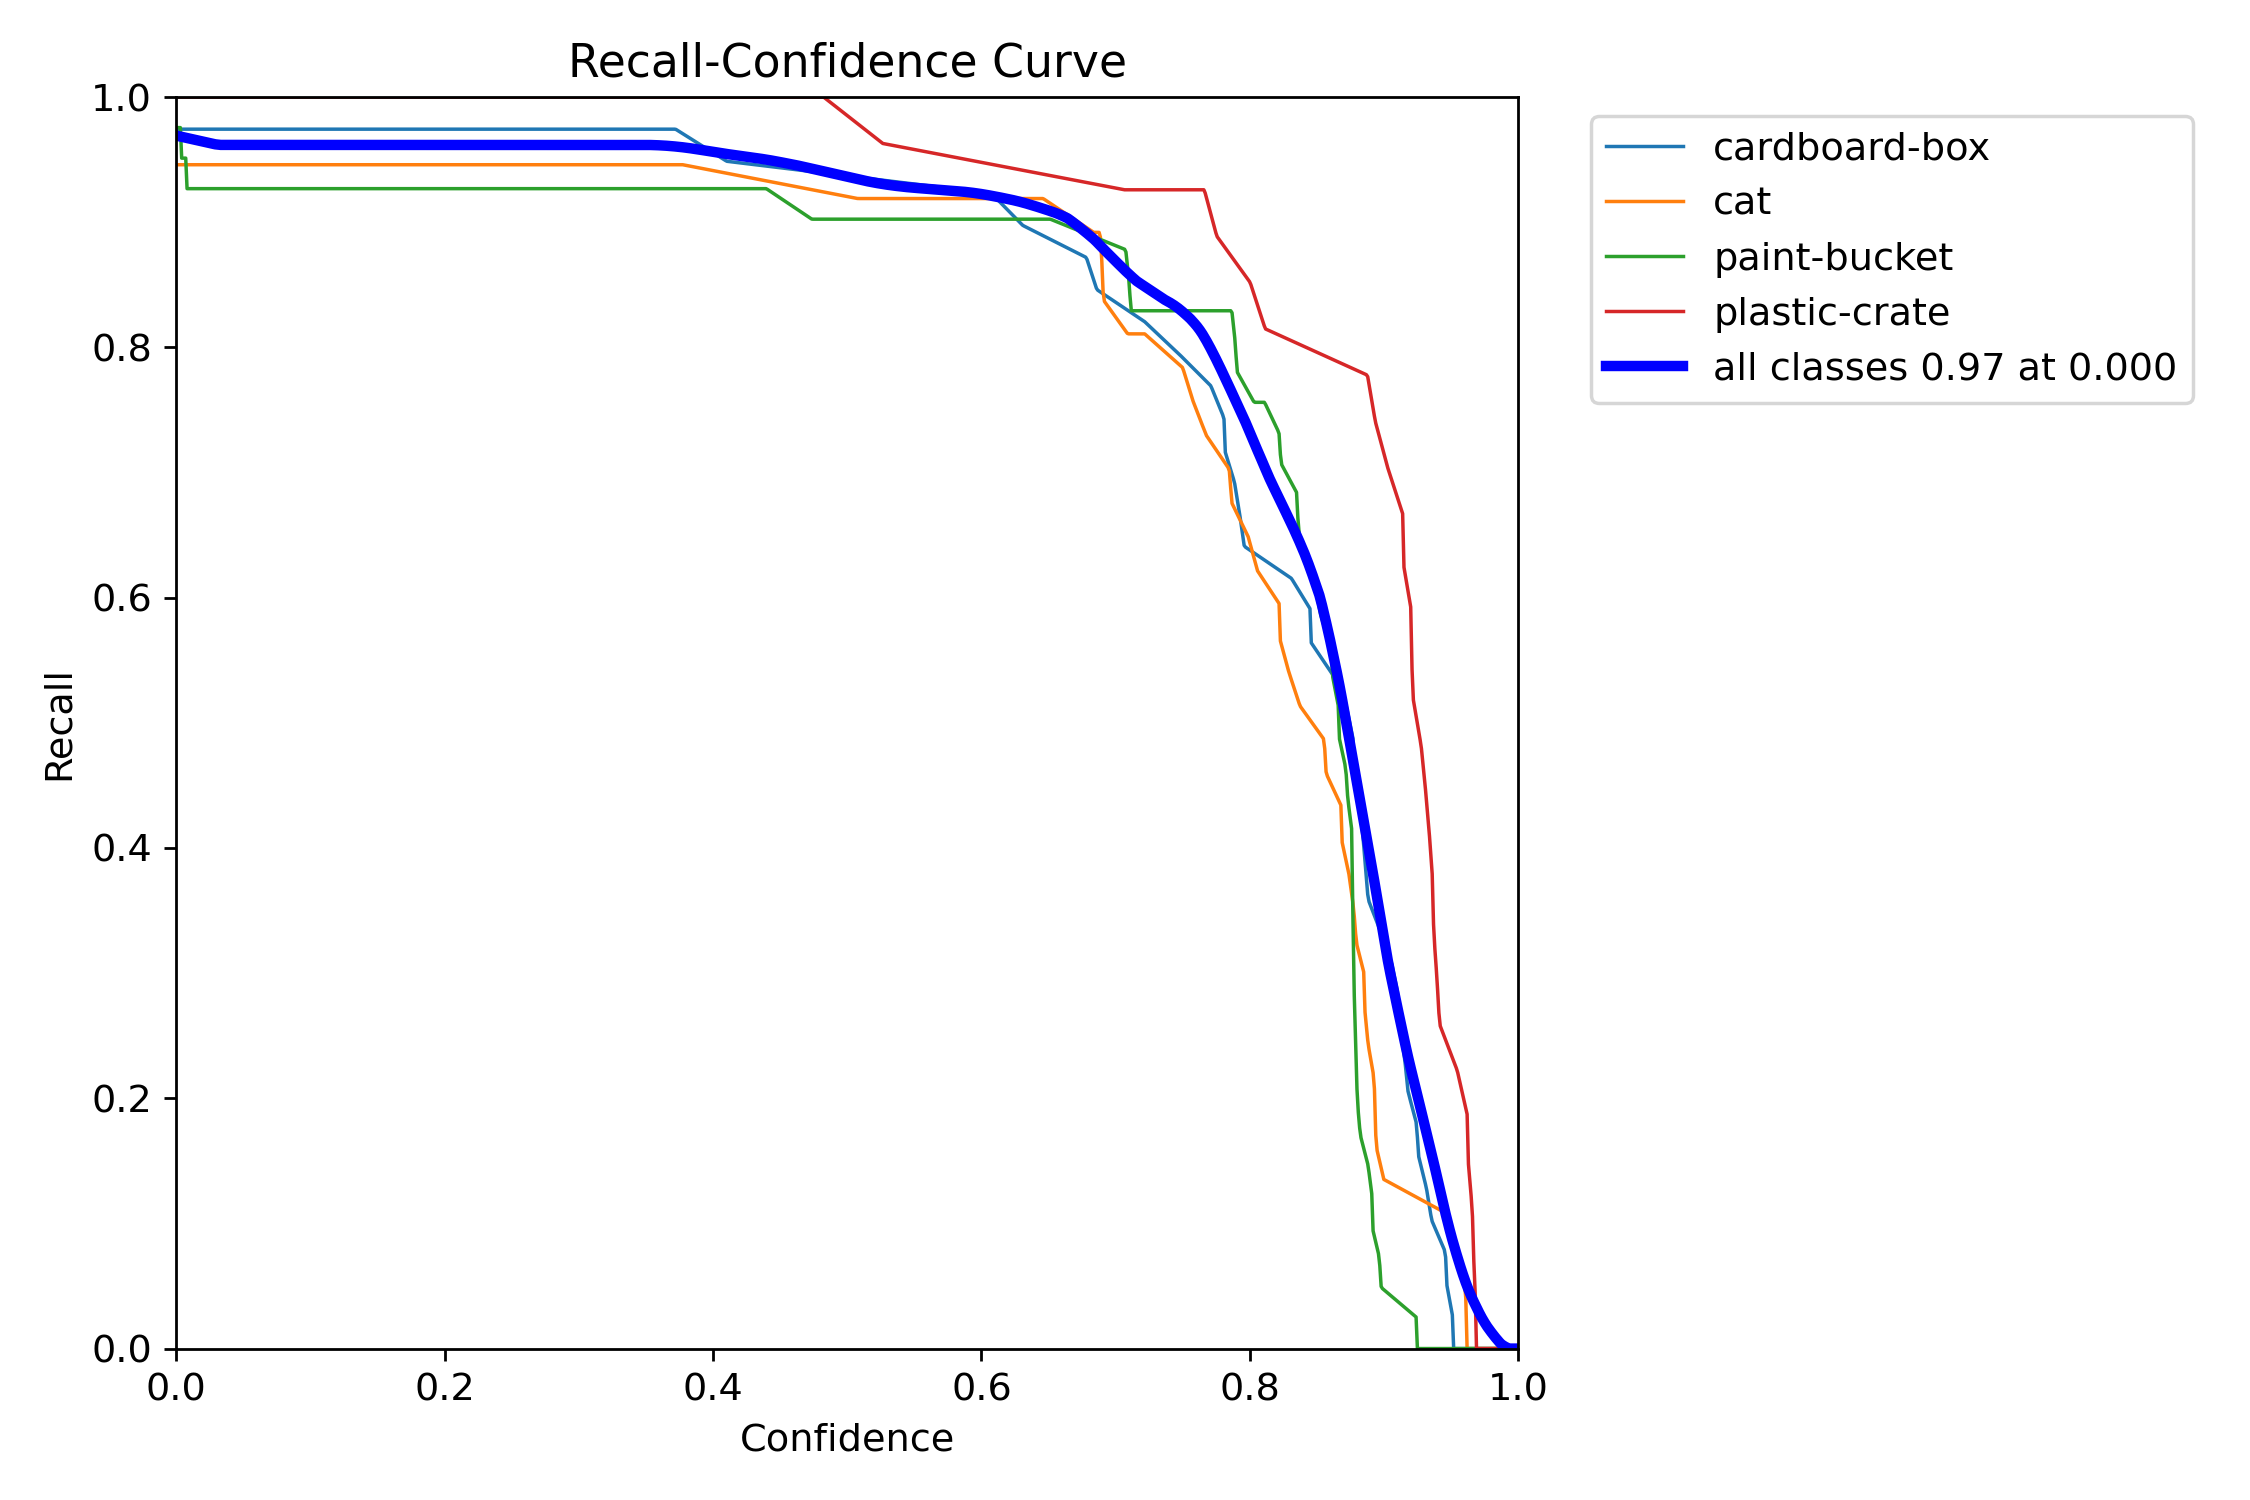 Recall-Confidence Curve
1.0
0.8
0.6
0.4
0.2
0.0
Recall
0.0 0.2 0.4 0.6 0.8 1.0
Confidence
cardboard-box
cat
paint-bucket
plastic-crate
all classes 0.97 at 0.000